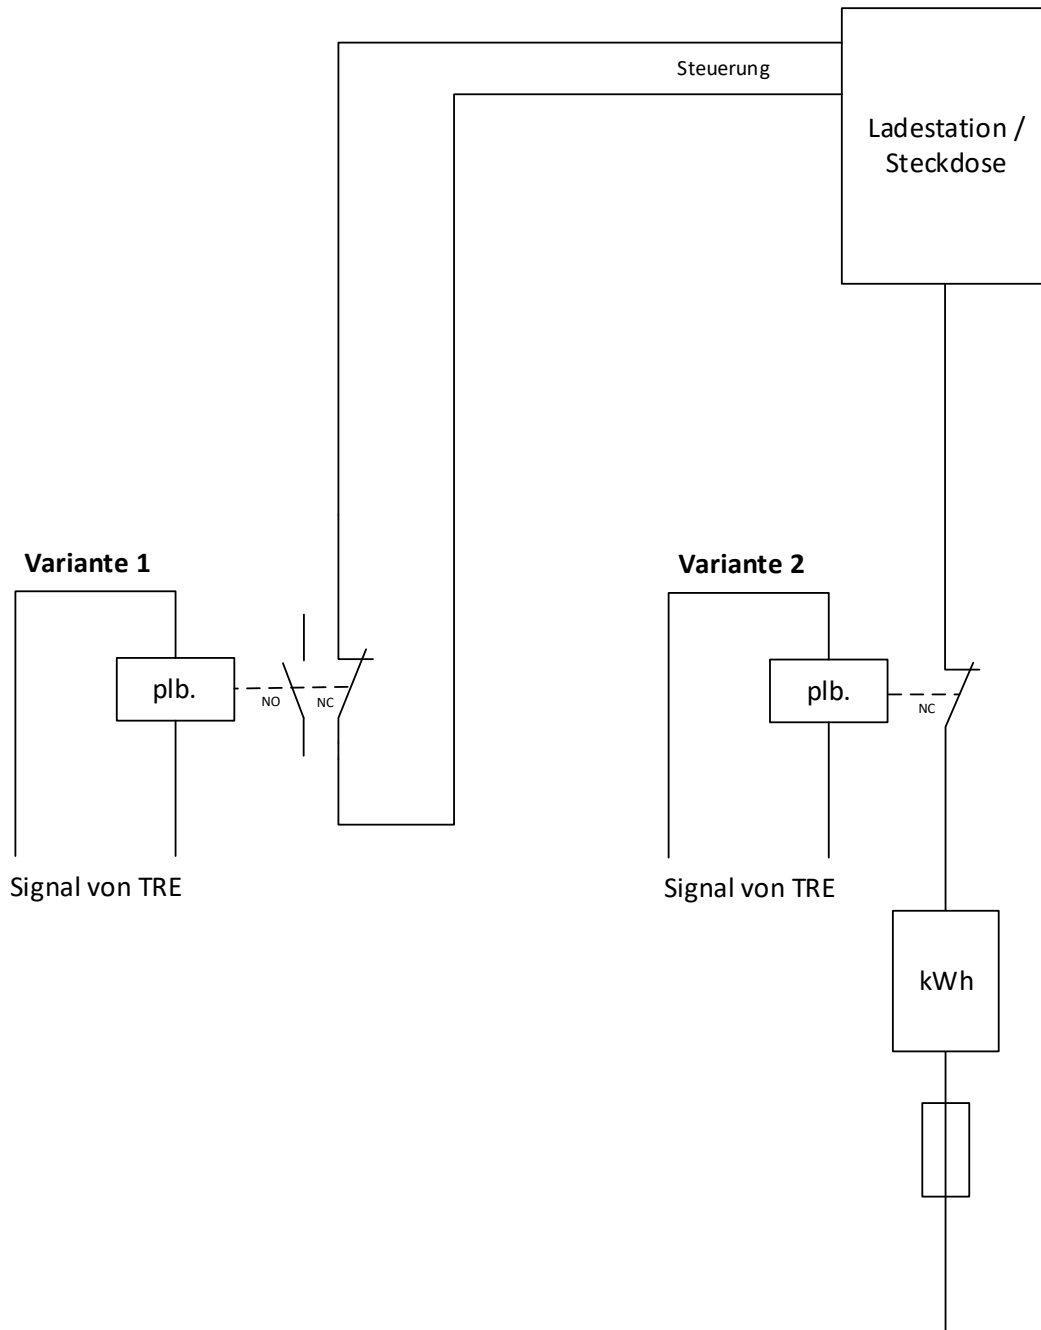 Steuerung
Ladestation /
Steckdose
Variante 1
plb.
NO
NC
Signal von TRE
Variante 2
plb.
NC
Signal von TRE
kWh